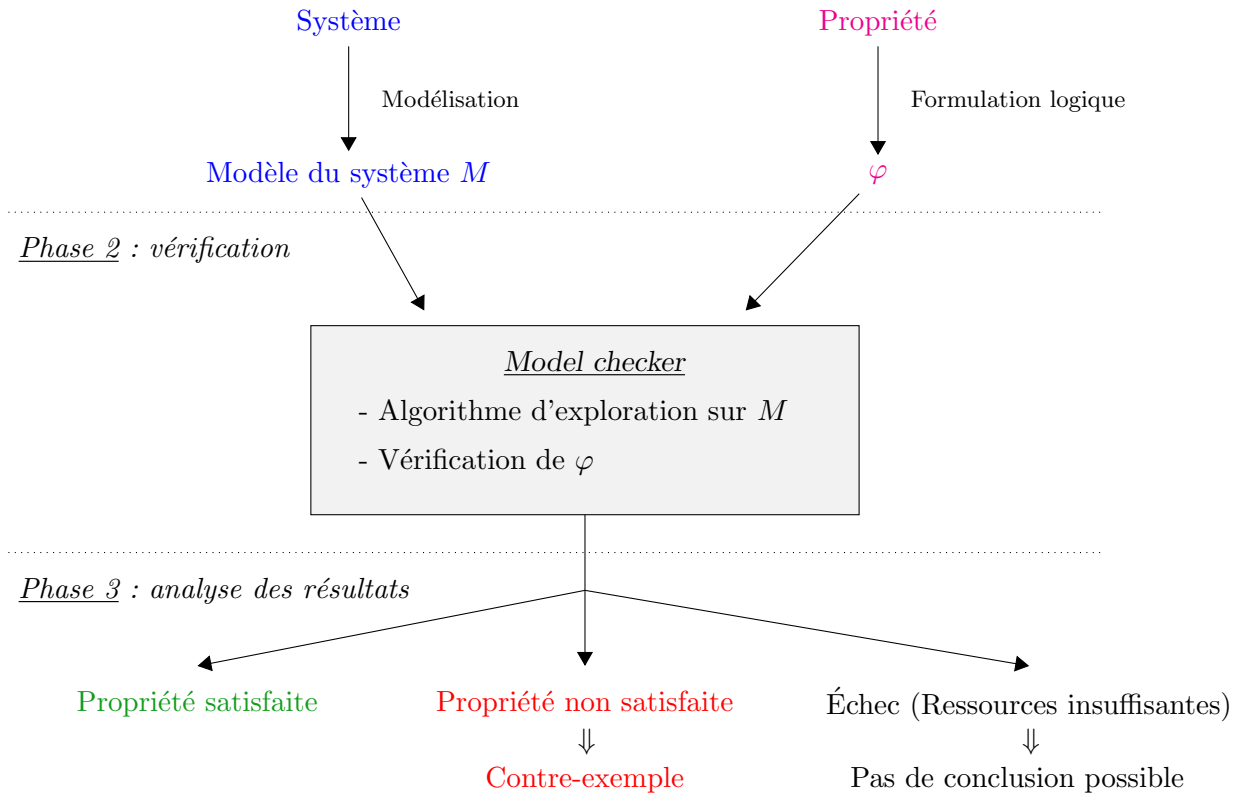 Système
Propriété
Modélisation
Formulation logique
Modèle du système M
φ
Phase 2 : vérification
Model checker
- Algorithme d'exploration sur M
- Vérification de φ
Phase 3 : analyse des résultats
Propriété satisfaite
Propriété non satisfaite
Échec (Ressources insuffisantes)
⇓
⇓
Contre-exemple
Pas de conclusion possible